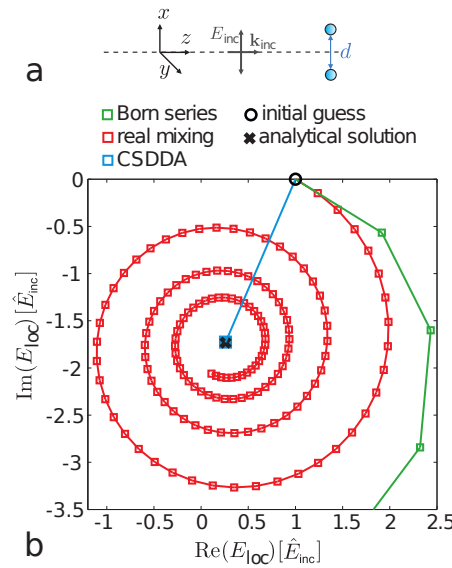 x
z
y
E_inc
k_inc
d
a
Born series
real mixing
CSDDA
initial guess
analytical solution
0
-0.5
-1
-1.5
-2
-2.5
-3
-3.5
Im(E_loc)[Ê_inc]
-1
-0.5
0
0.5
1
1.5
2
2.5
Re(E_loc)[Ê_inc]
b